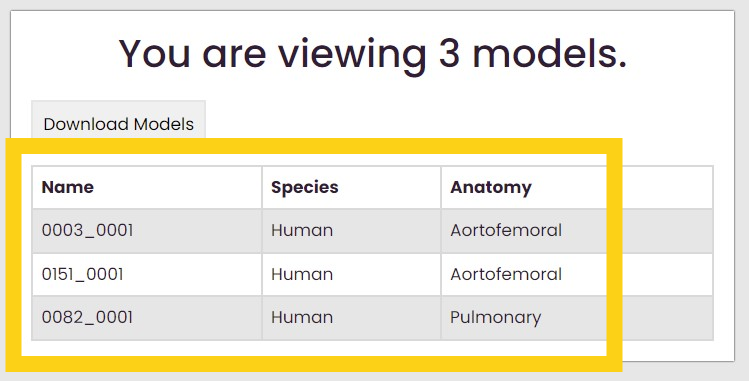 You are viewing 3 models.
Download Models
Name Species Anatomy
0003_0001 Human Aortofemoral
0151_0001 Human Aortofemoral
0082_0001 Human Pulmonary